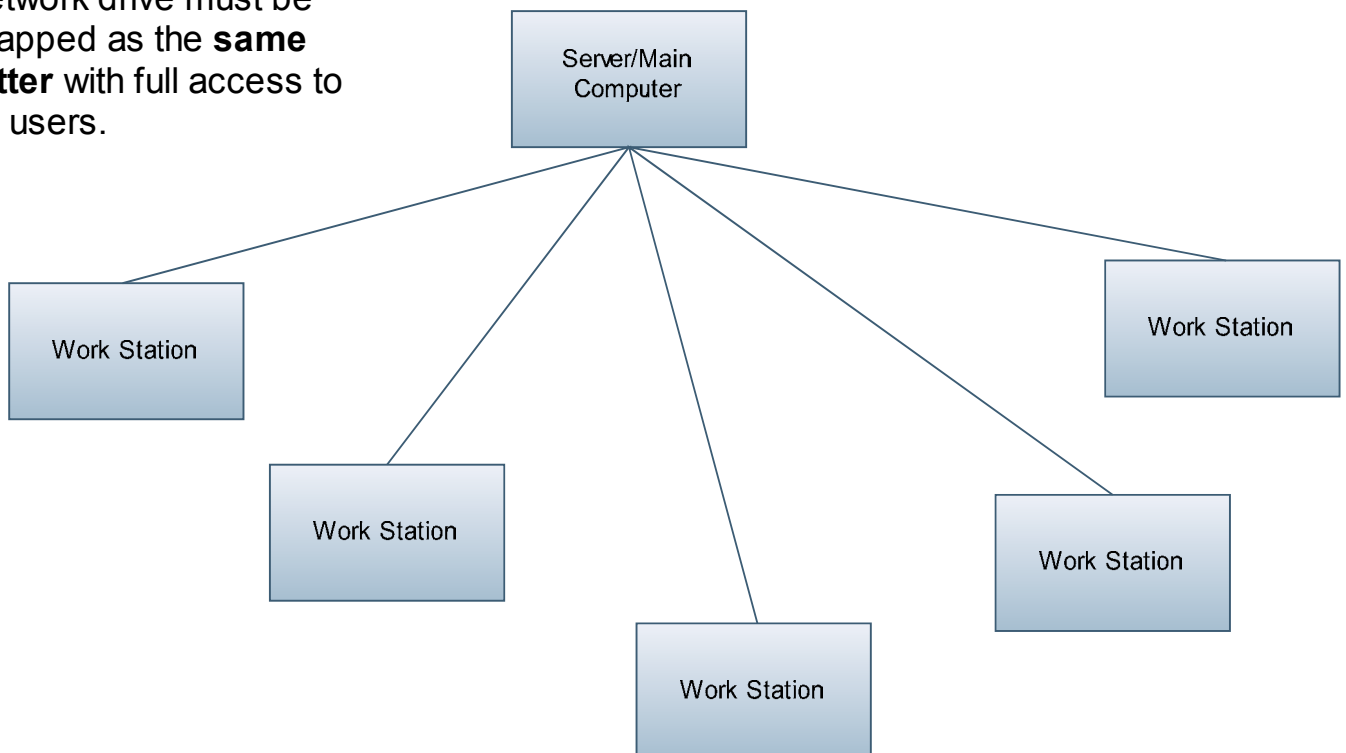 etwork drive must be
apped as the same
tter with full access to
users.
Server/Main
Computer
Work Station
Work Station
Work Station
Work Station
Work Station